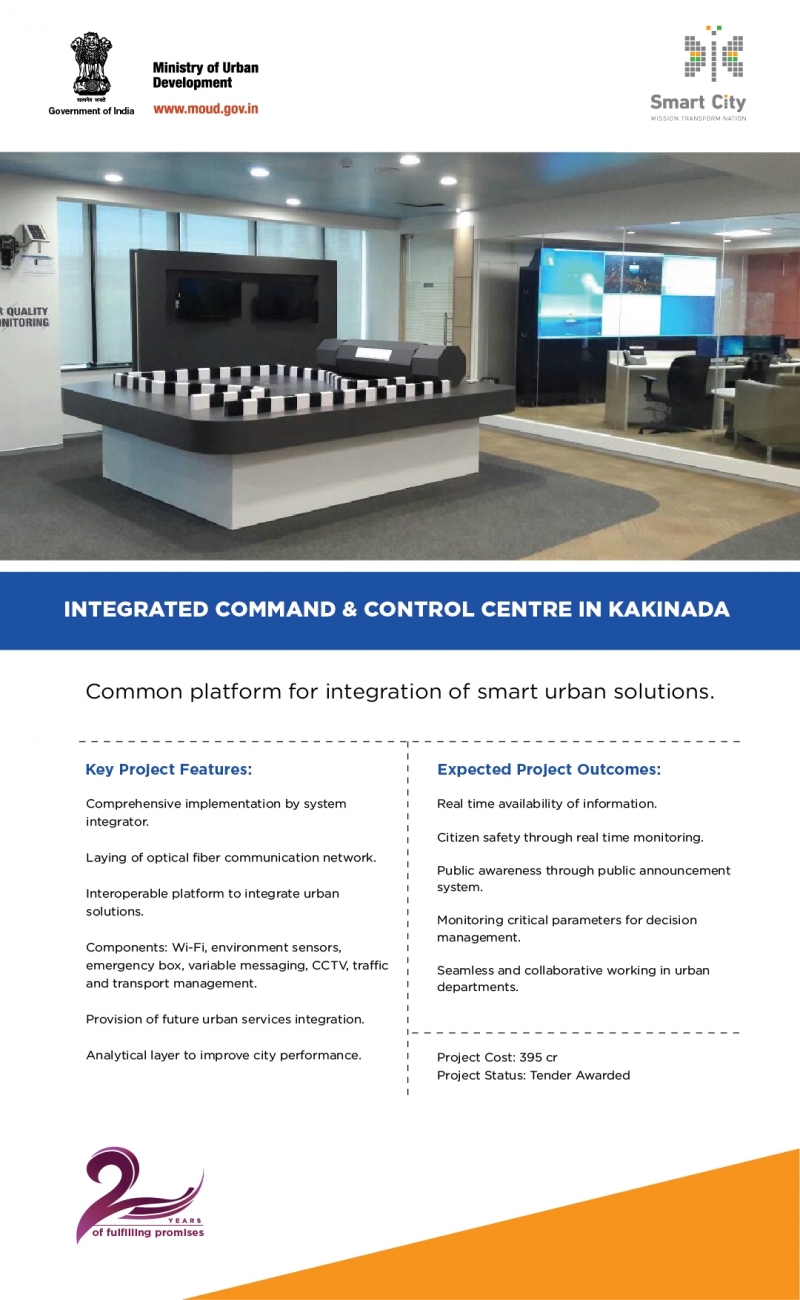 सत्यमेव जयते
Government of India
Ministry of Urban
Development
www.moud.gov.in
Smart City
MISSION TRANSFORM-NATION
QUALITY
INTEGRATED COMMAND & CONTROL CENTRE IN KAKINADA
Common platform for integration of smart urban solutions.
Key Project Features:
Comprehensive implementation by system
integrator.
Laying of optical fiber communication network.
Interoperable platform to integrate urban
solutions.
Components: Wi-Fi, environment sensors,
emergency box, variable messaging, CCTV, traffic
and transport management.
Provision of future urban services integration.
Analytical layer to improve city performance.
Expected Project Outcomes:
Real time availability of information.
Citizen safety through real time monitoring.
Public awareness through public announcement
system.
Monitoring critical parameters for decision
management.
Seamless and collaborative working in urban
departments.
Project Cost: 395 cr
Project Status: Tender Awarded
2
YEARS
of fulfilling promises